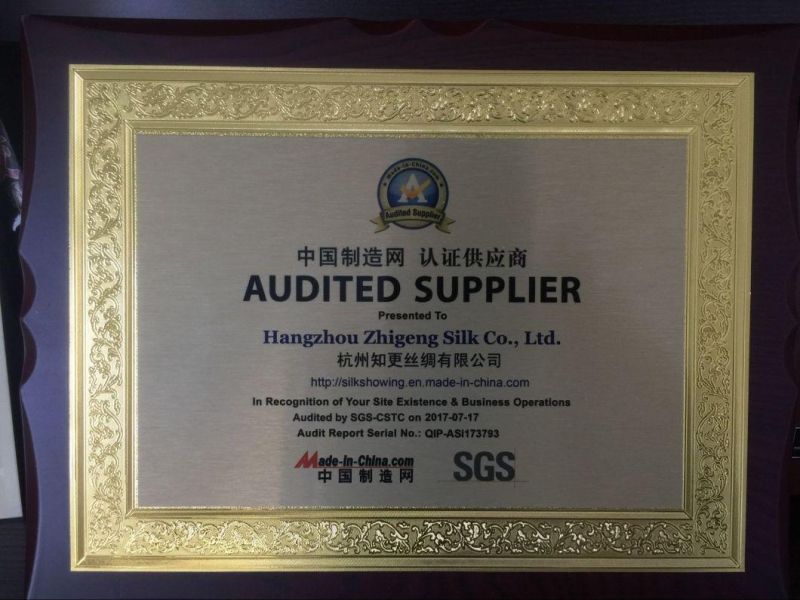 Made-in-China.com
A
Audited Supplier
中国制造网 认证供应商
AUDITED SUPPLIER
Presented To
Hangzhou Zhigeng Silk Co., Ltd.
杭州知更丝绸有限公司
http://silkshowing.en.made-in-china.com
In Recognition of Your Site Existence & Business Operations
Audited by SGS-CSTC on 2017-07-17
Audit Report Serial No.: QIP-ASI173793
Made-in-China.com
中国制造网
SGS